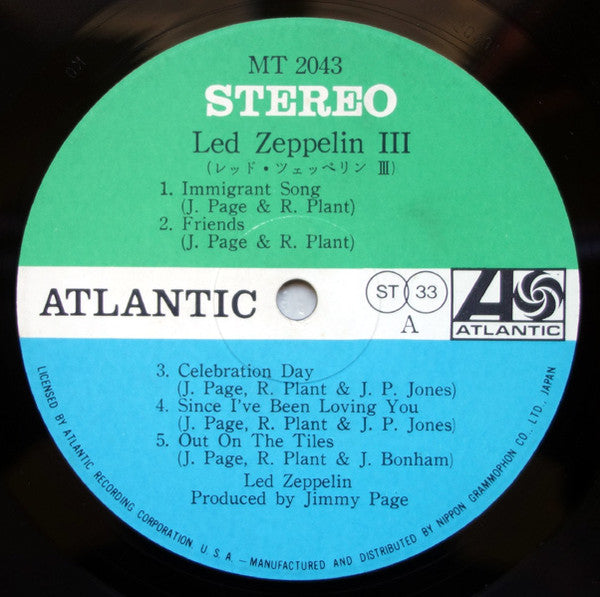 MT 2043
STEREO
Led Zeppelin III
(レッド・ツェッペリン III)
1. Immigrant Song
(J. Page & R. Plant)
2. Friends
(J. Page & R. Plant)
ATLANTIC
ST 33
A
ATLANTIC
3. Celebration Day
(J. Page, R. Plant & J. P. Jones)
4. Since I've Been Loving You
(J. Page, R. Plant & J. P. Jones)
5. Out On The Tiles
(J. Page, R. Plant & J. Bonham)
Led Zeppelin
Produced by Jimmy Page
LICENSED BY ATLANTIC RECORDING CORPORATION, U. S. A. — MANUFACTURED AND DISTRIBUTED BY NIPPON GRAMMOPHON CO., LTD., JAPAN